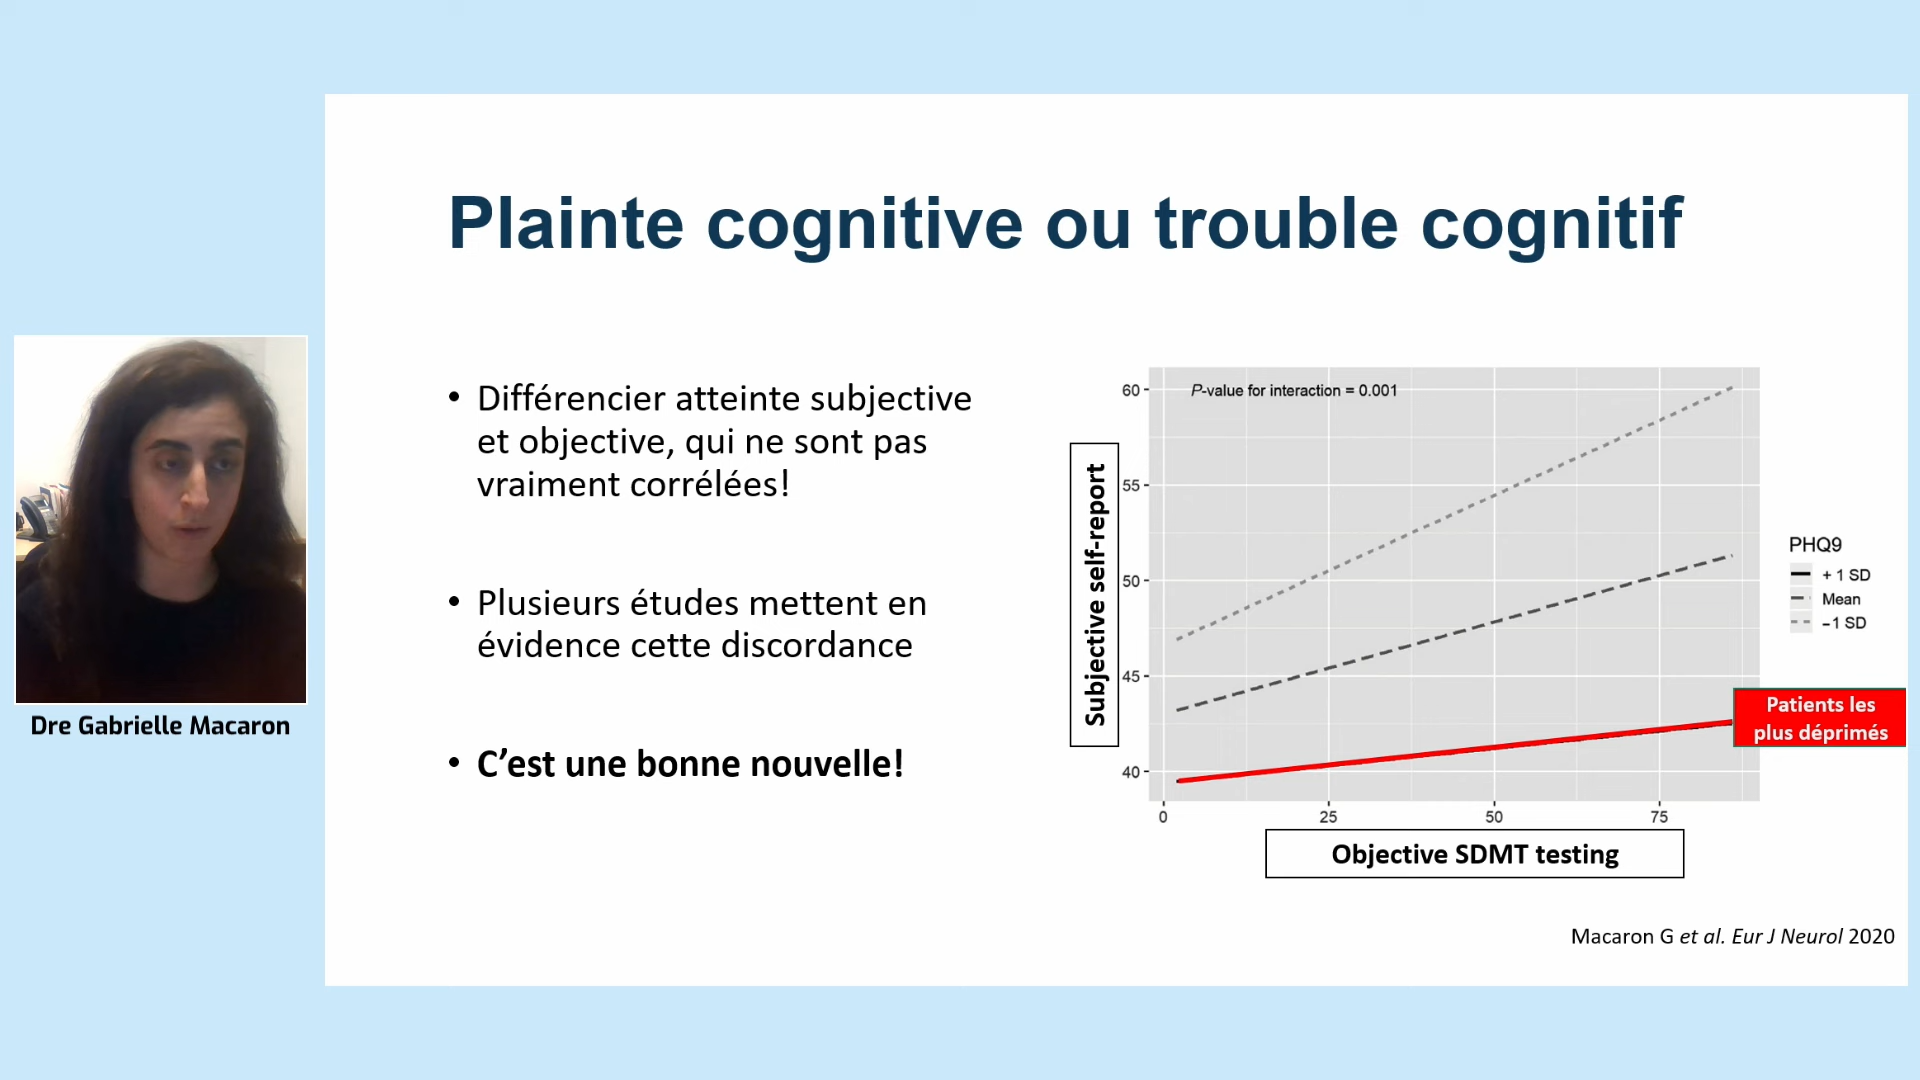 Plainte cognitive ou trouble cognitif
• Différencier atteinte subjective
et objective, qui ne sont pas
vraiment corrélées!
• Plusieurs études mettent en
évidence cette discordance
• C’est une bonne nouvelle!
P-value for interaction = 0.001
60
55
50
45
40
Subjective self-report
0 25 50 75
Objective SDMT testing
PHQ9
+ 1 SD
Mean
−1 SD
Patients les
plus déprimés
Macaron G et al. Eur J Neurol 2020
Dre Gabrielle Macaron